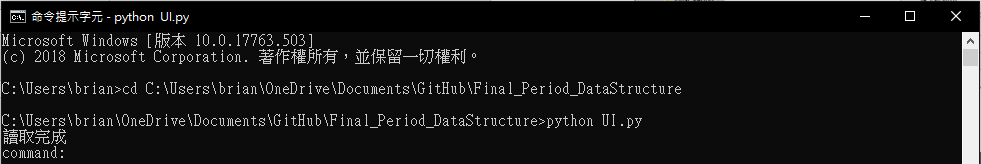 命令提示字元 - python UI.py
Microsoft Windows [版本 10.0.17763.503]
(c) 2018 Microsoft Corporation. 著作權所有，並保留一切權利。
C:\Users\brian>cd C:\Users\brian\OneDrive\Documents\GitHub\Final_Period_DataStructure
C:\Users\brian\OneDrive\Documents\GitHub\Final_Period_DataStructure>python UI.py
讀取完成
command: